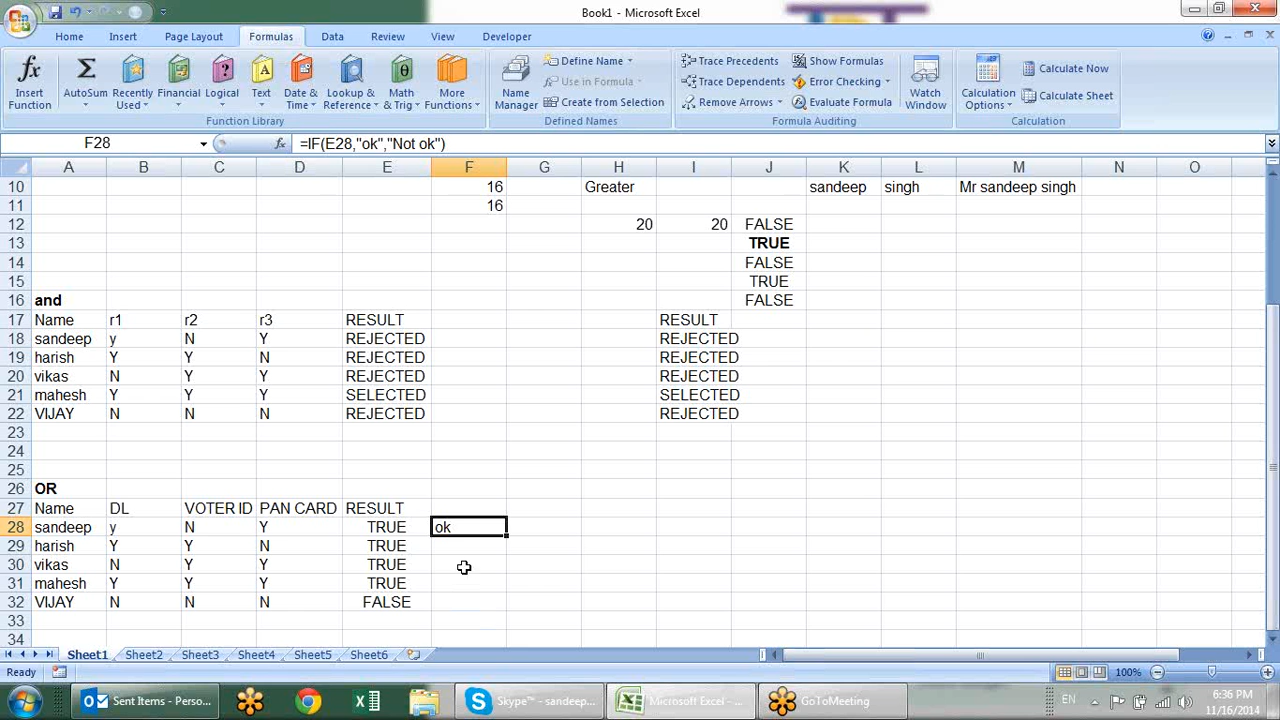 Book1 - Microsoft Excel
Home Insert Page Layout Formulas Data Review View Developer
Insert Function
AutoSum
Recently Used
Financial
Logical
Text
Date & Time
Lookup & Reference
Math & Trig
More Functions
Function Library
Name Manager
Define Name
Use in Formula
Create from Selection
Defined Names
Trace Precedents
Trace Dependents
Remove Arrows
Show Formulas
Error Checking
Evaluate Formula
Watch Window
Formula Auditing
Calculation Options
Calculate Now
Calculate Sheet
Calculation
F28 fx =IF(E28,"ok","Not ok")
A B C D E F G H I J K L M N O
10 16 Greater sandeep singh Mr sandeep singh
11 16
12 20 20 FALSE
13 TRUE
14 FALSE
15 TRUE
16 and FALSE
17 Name r1 r2 r3 RESULT RESULT
18 sandeep y N Y REJECTED REJECTED
19 harish Y Y N REJECTED REJECTED
20 vikas N Y Y REJECTED REJECTED
21 mahesh Y Y Y SELECTED SELECTED
22 VIJAY N N N REJECTED REJECTED
23
24
25
26 OR
27 Name DL VOTER ID PAN CARD RESULT
28 sandeep y N Y TRUE ok
29 harish Y Y N TRUE
30 vikas N Y Y TRUE
31 mahesh Y Y Y TRUE
32 VIJAY N N N FALSE
33
34
Sheet1 Sheet2 Sheet3 Sheet4 Sheet5 Sheet6
Ready 100%
Sent Items - Perso... Skype™ - sandeep... Microsoft Excel - ... GoToMeeting EN 6:36 PM
11/16/2014